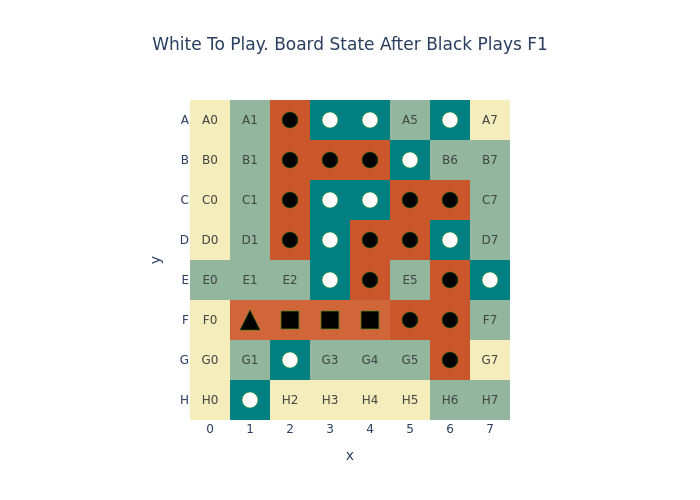 White To Play. Board State After Black Plays F1
A A0 A1 A5 A7
B B0 B1 B6 B7
C C0 C1 C7
D D0 D1 D7
E E0 E1 E2 E5
F F0 F7
G G0 G1 G3 G4 G5 G7
H H0 H2 H3 H4 H5 H6 H7
0 1 2 3 4 5 6 7
x
y